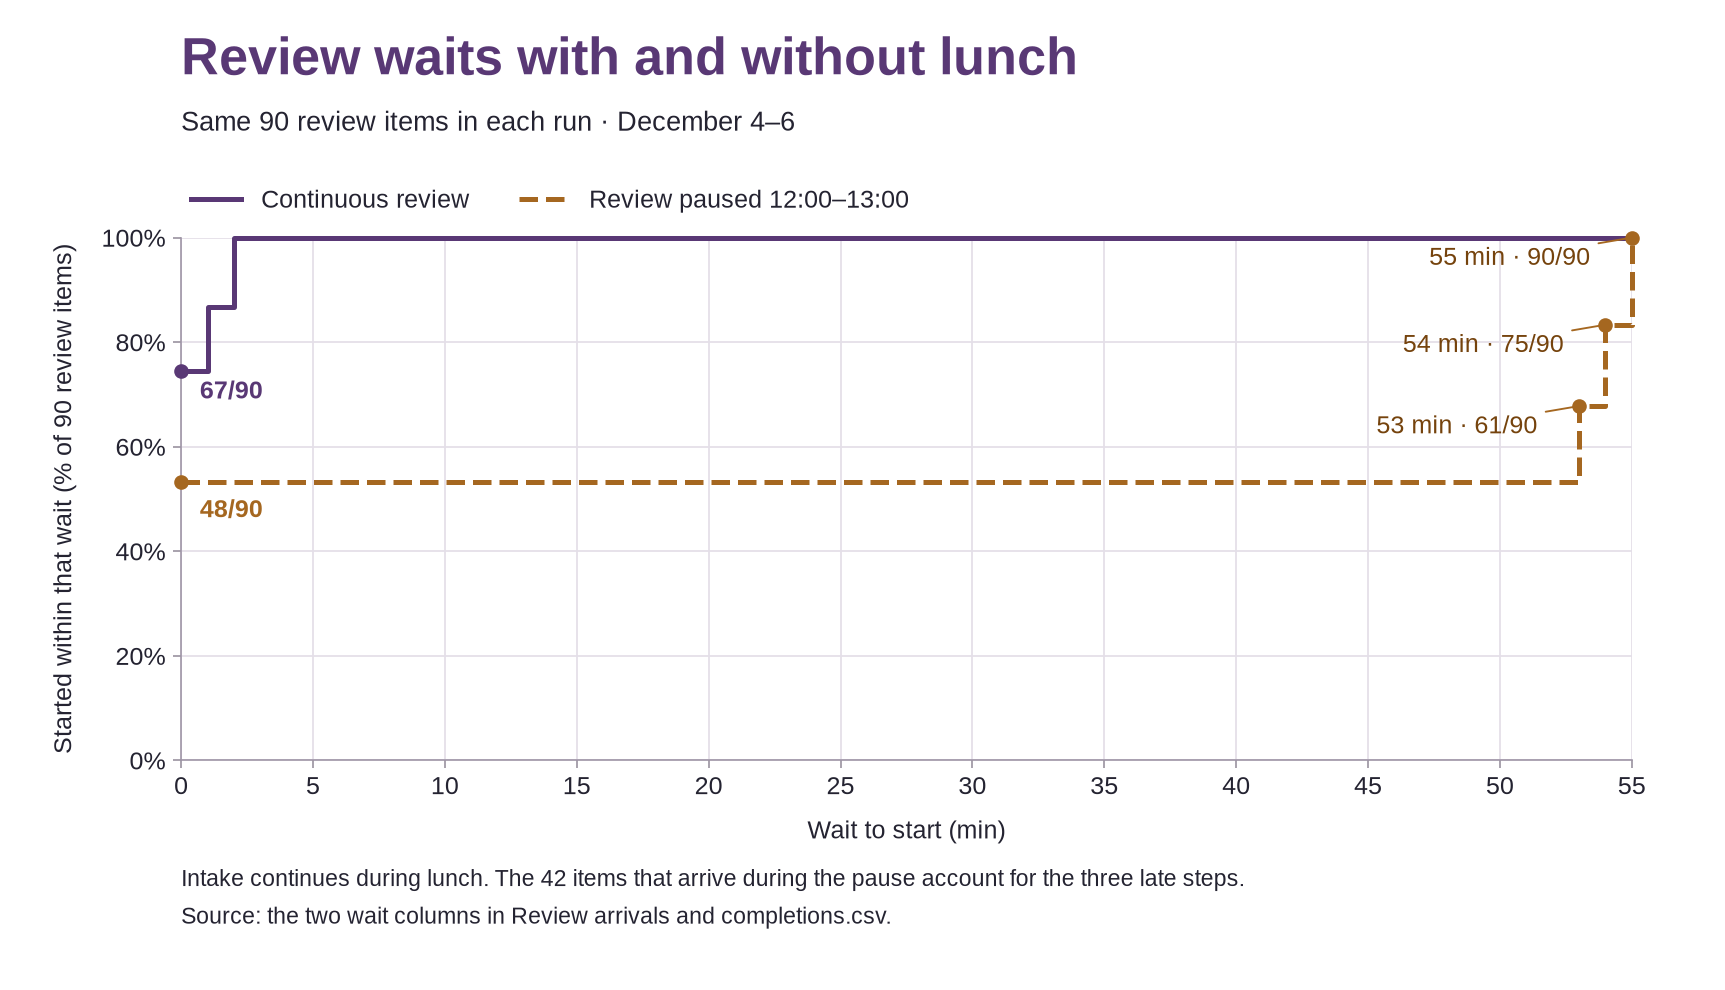 Review waits with and without lunch
Same 90 review items in each run · December 4–6
Continuous review
Review paused 12:00–13:00
Started within that wait (% of 90 review items)
100%
80%
60%
40%
20%
0%
55 min · 90/90
54 min · 75/90
53 min · 61/90
67/90
48/90
0 5 10 15 20 25 30 35 40 45 50 55
Wait to start (min)
Intake continues during lunch. The 42 items that arrive during the pause account for the three late steps.
Source: the two wait columns in Review arrivals and completions.csv.